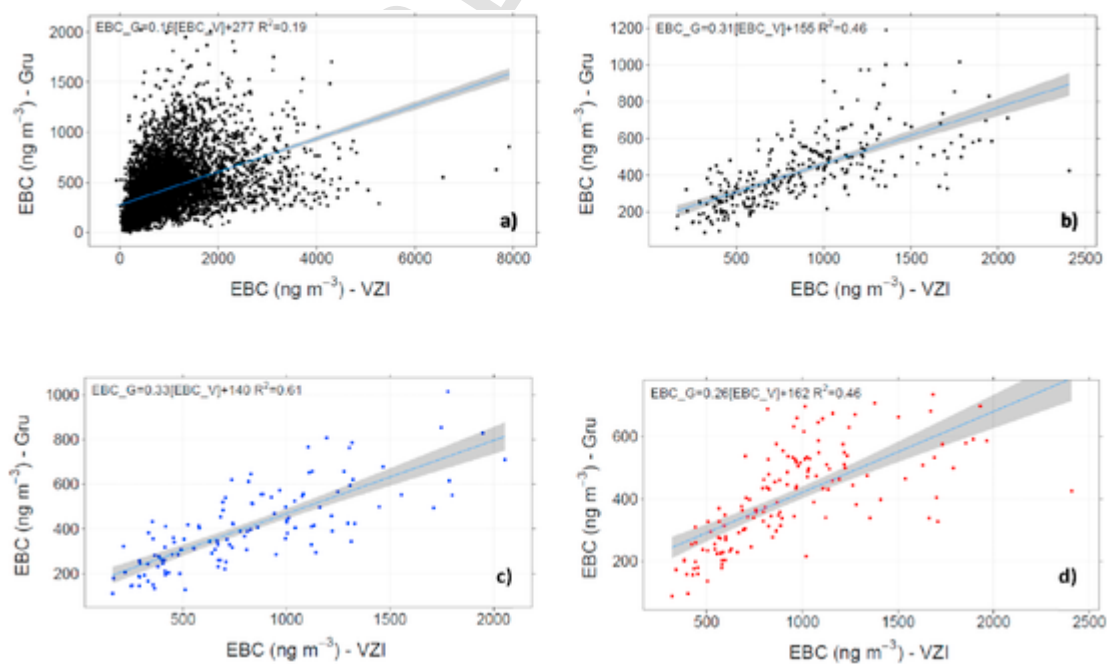 EBC_G=0.16[EBC_V]+277 R²=0.19
2000
1500
1000
500
0
EBC (ng m⁻³) - Gru
a)
0 2000 4000 6000 8000
EBC (ng m⁻³) - VZI
EBC_G=0.31[EBC_V]+155 R²=0.46
1200
1000
800
600
400
200
EBC (ng m⁻³) - Gru
b)
500 1000 1500 2000 2500
EBC (ng m⁻³) - VZI
EBC_G=0.33[EBC_V]+140 R²=0.61
1000
800
600
400
200
EBC (ng m⁻³) - Gru
c)
500 1000 1500 2000
EBC (ng m⁻³) - VZI
EBC_G=0.26[EBC_V]+162 R²=0.46
600
400
200
EBC (ng m⁻³) - Gru
d)
500 1000 1500 2000 2500
EBC (ng m⁻³) - VZI